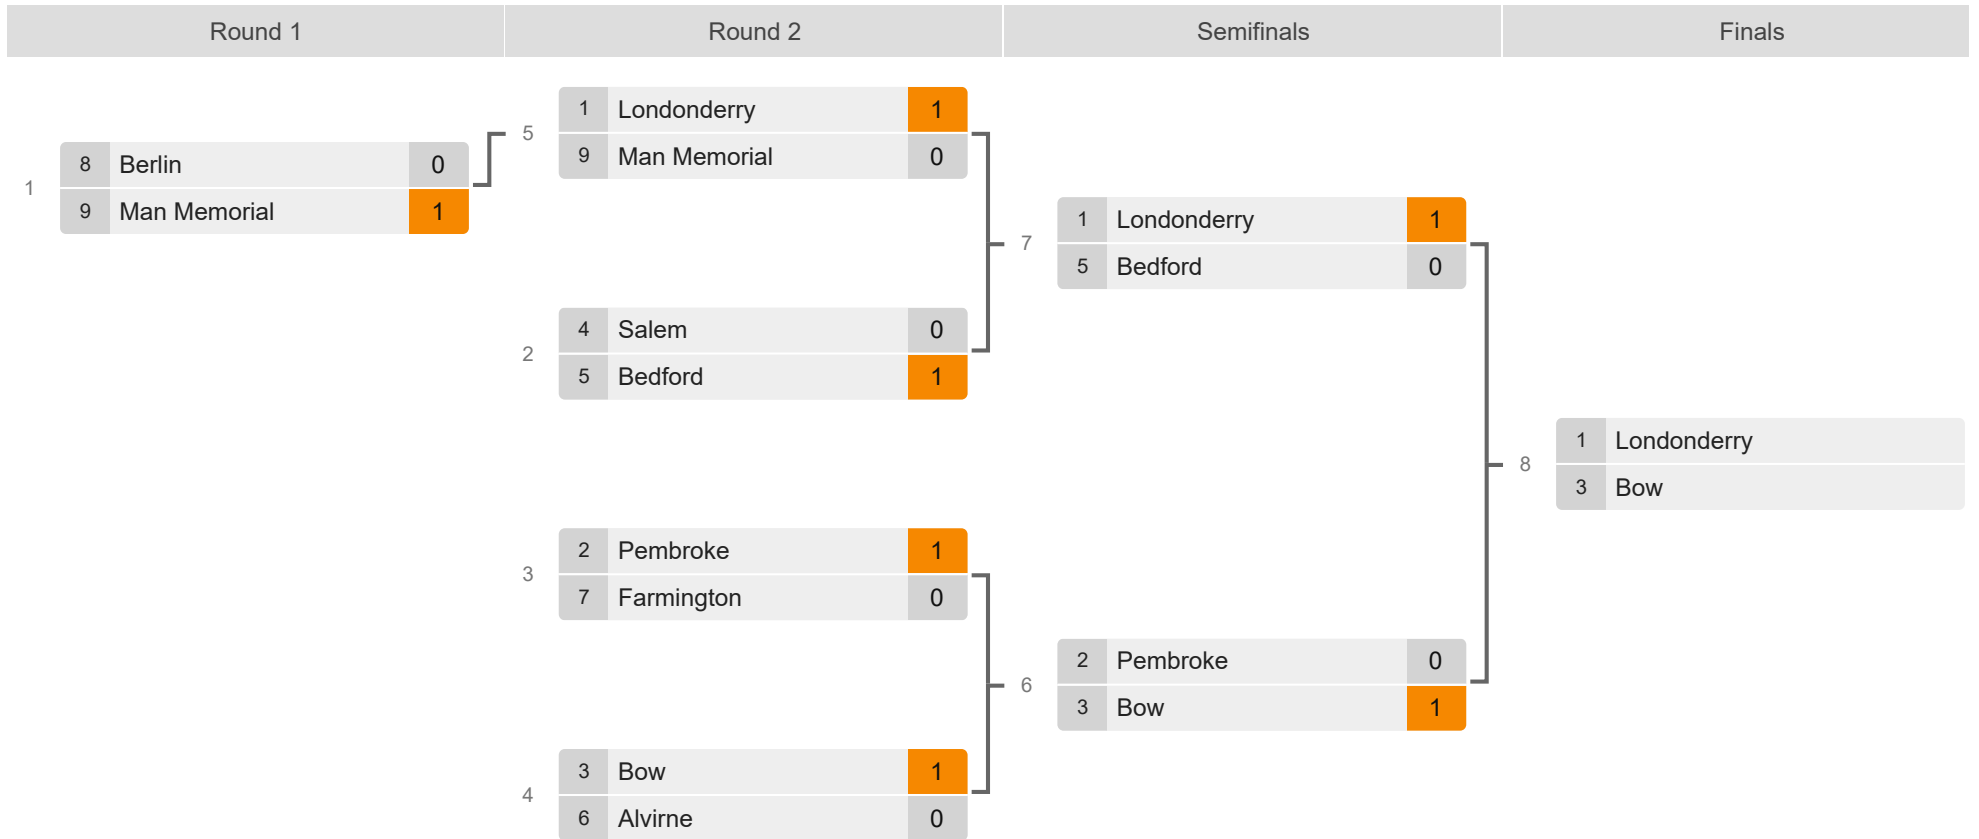 Round 1
Round 2
Semifinals
Finals
1
8 Berlin 0
9 Man Memorial 1
5
1 Londonderry 1
9 Man Memorial 0
2
4 Salem 0
5 Bedford 1
3
2 Pembroke 1
7 Farmington 0
4
3 Bow 1
6 Alvirne 0
7
1 Londonderry 1
5 Bedford 0
6
2 Pembroke 0
3 Bow 1
8
1 Londonderry
3 Bow